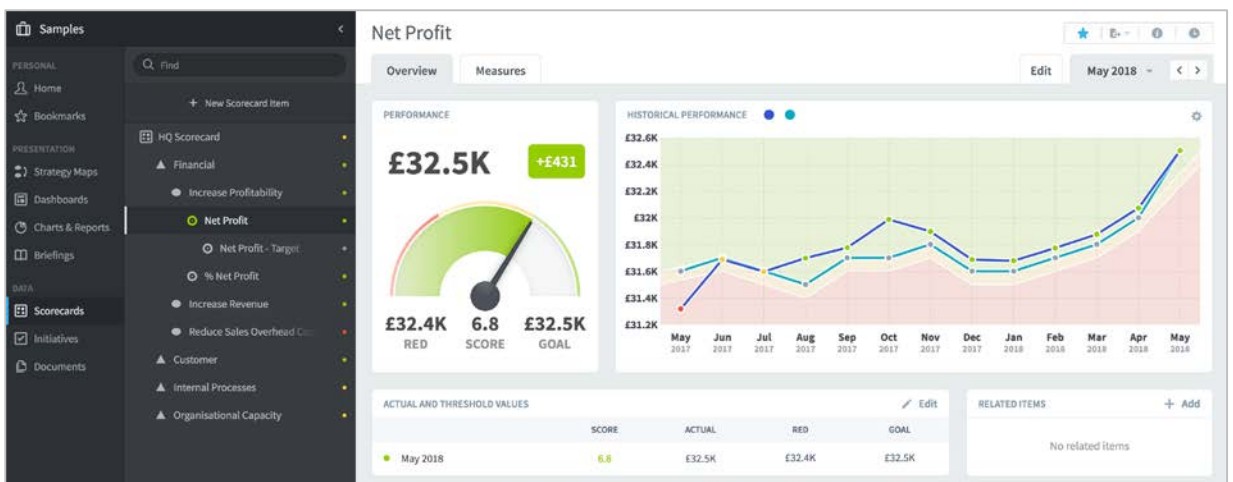 Samples
PERSONAL
Home
Bookmarks
PRESENTATION
Strategy Maps
Dashboards
Charts & Reports
Briefings
DATA
Scorecards
Initiatives
Documents
Find
+ New Scorecard Item
HQ Scorecard
Financial
Increase Profitability
Net Profit
Net Profit - Target
% Net Profit
Increase Revenue
Reduce Sales Overhead
Customer
Internal Processes
Organisational Capacity
Net Profit
Overview Measures Edit May 2018
PERFORMANCE
£32.5K +£431
£32.4K 6.8 £32.5K
RED SCORE GOAL
HISTORICAL PERFORMANCE
£32.6K
£32.4K
£32.2K
£32K
£31.8K
£31.6K
£31.4K
£31.2K
May Jun Jul Aug Sep Oct Nov Dec Jan Feb Mar Apr May
2017 2017 2017 2017 2017 2017 2017 2017 2018 2018 2018 2018 2018
ACTUAL AND THRESHOLD VALUES Edit
SCORE ACTUAL RED GOAL
May 2018 6.8 £32.5K £32.4K £32.5K
RELATED ITEMS + Add
No related items